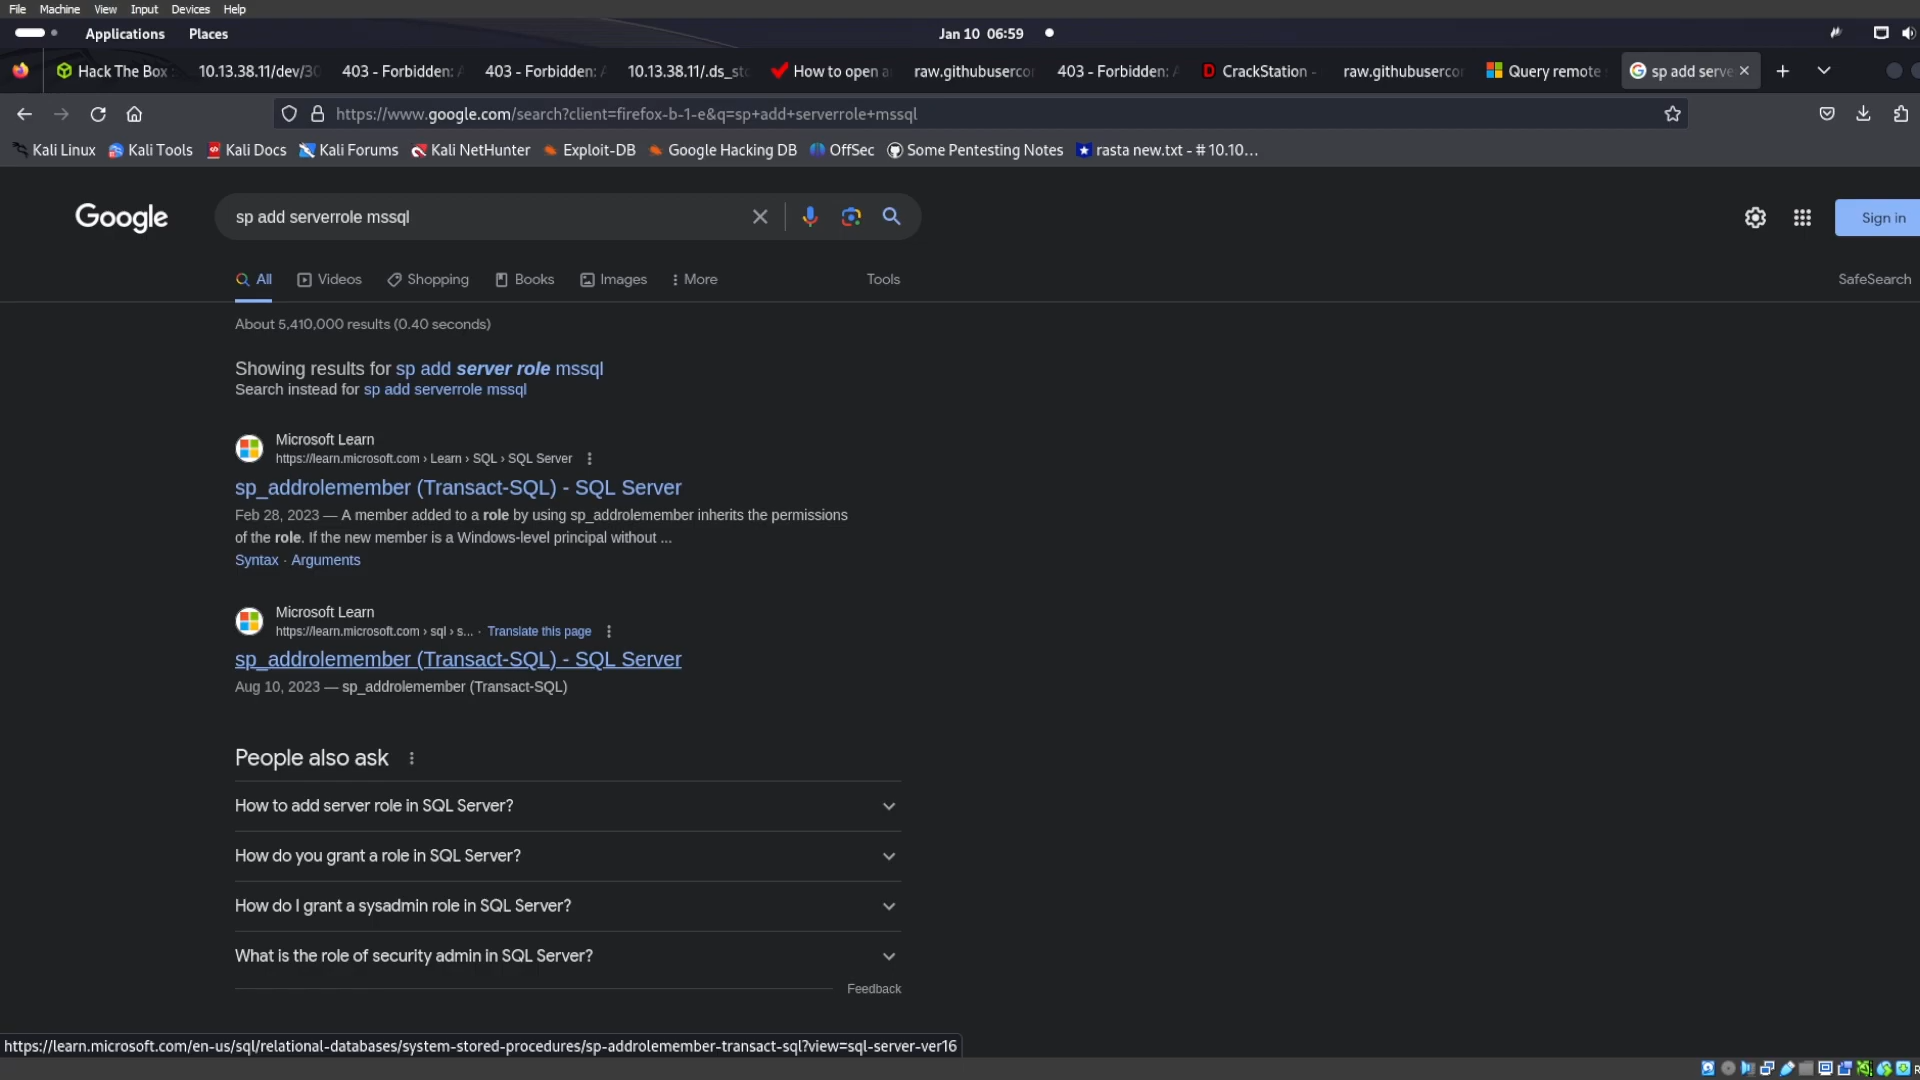 File Machine View Input Devices Help
Applications Places Jan 10 06:59
Hack The Box : 10.13.38.11/dev/30 403 - Forbidden: A 403 - Forbidden: A 10.13.38.11/.ds_sto How to open a raw.githubusercon 403 - Forbidden: A CrackStation - raw.githubusercon Query remote sp add serve
https://www.google.com/search?client=firefox-b-1-e&q=sp+add+serverrole+mssql
Kali Linux Kali Tools Kali Docs Kali Forums Kali NetHunter Exploit-DB Google Hacking DB OffSec Some Pentesting Notes rasta new.txt - # 10.10...
Google sp add serverrole mssql Sign in
All Videos Shopping Books Images More Tools SafeSearch
About 5,410,000 results (0.40 seconds)
Showing results for sp add server role mssql
Search instead for sp add serverrole mssql
Microsoft Learn
https://learn.microsoft.com › Learn › SQL › SQL Server
sp_addrolemember (Transact-SQL) - SQL Server
Feb 28, 2023 — A member added to a role by using sp_addrolemember inherits the permissions
of the role. If the new member is a Windows-level principal without ...
Syntax · Arguments
Microsoft Learn
https://learn.microsoft.com › sql › s... · Translate this page
sp_addrolemember (Transact-SQL) - SQL Server
Aug 10, 2023 — sp_addrolemember (Transact-SQL)
People also ask
How to add server role in SQL Server?
How do you grant a role in SQL Server?
How do I grant a sysadmin role in SQL Server?
What is the role of security admin in SQL Server?
Feedback
https://learn.microsoft.com/en-us/sql/relational-databases/system-stored-procedures/sp-addrolemember-transact-sql?view=sql-server-ver16